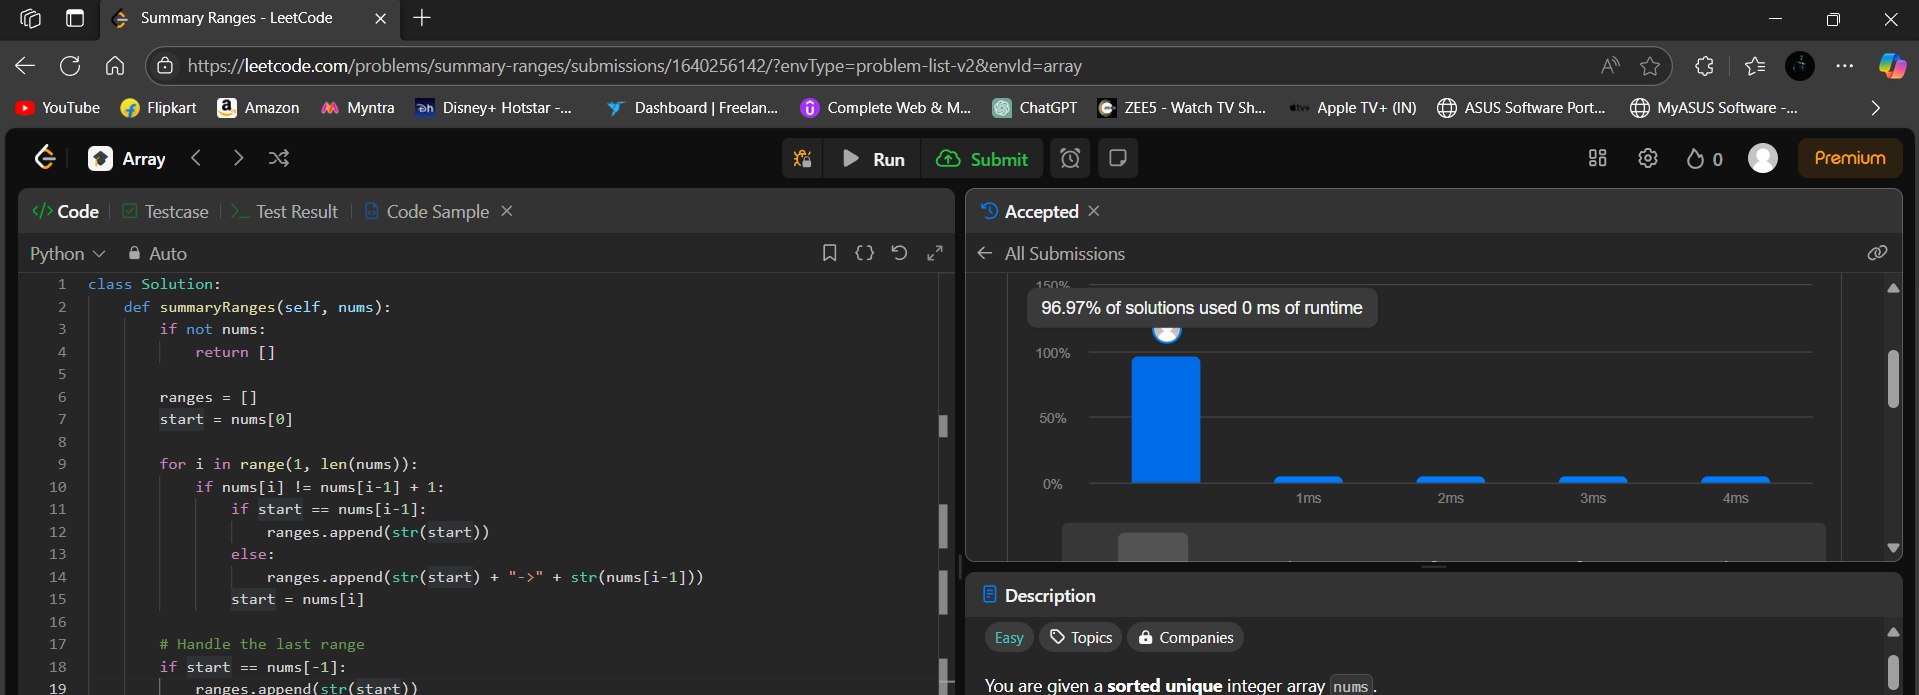 Summary Ranges - LeetCode
https://leetcode.com/problems/summary-ranges/submissions/1640256142/?envType=problem-list-v2&envId=array
YouTube Flipkart Amazon Myntra Disney+ Hotstar -... Dashboard | Freelan... Complete Web & M... ChatGPT ZEE5 - Watch TV Sh... Apple TV+ (IN) ASUS Software Port... MyASUS Software -...
Array Run Submit 0 Premium
</> Code Testcase Test Result Code Sample
Python Auto
1 class Solution:
2 def summaryRanges(self, nums):
3 if not nums:
4 return []
5
6 ranges = []
7 start = nums[0]
8
9 for i in range(1, len(nums)):
10 if nums[i] != nums[i-1] + 1:
11 if start == nums[i-1]:
12 ranges.append(str(start))
13 else:
14 ranges.append(str(start) + "->" + str(nums[i-1]))
15 start = nums[i]
16
17 # Handle the last range
18 if start == nums[-1]:
19 ranges.append(str(start))
Accepted
All Submissions
150%
96.97% of solutions used 0 ms of runtime
100%
50%
0%
1ms 2ms 3ms 4ms
Description
Easy Topics Companies
You are given a sorted unique integer array nums.